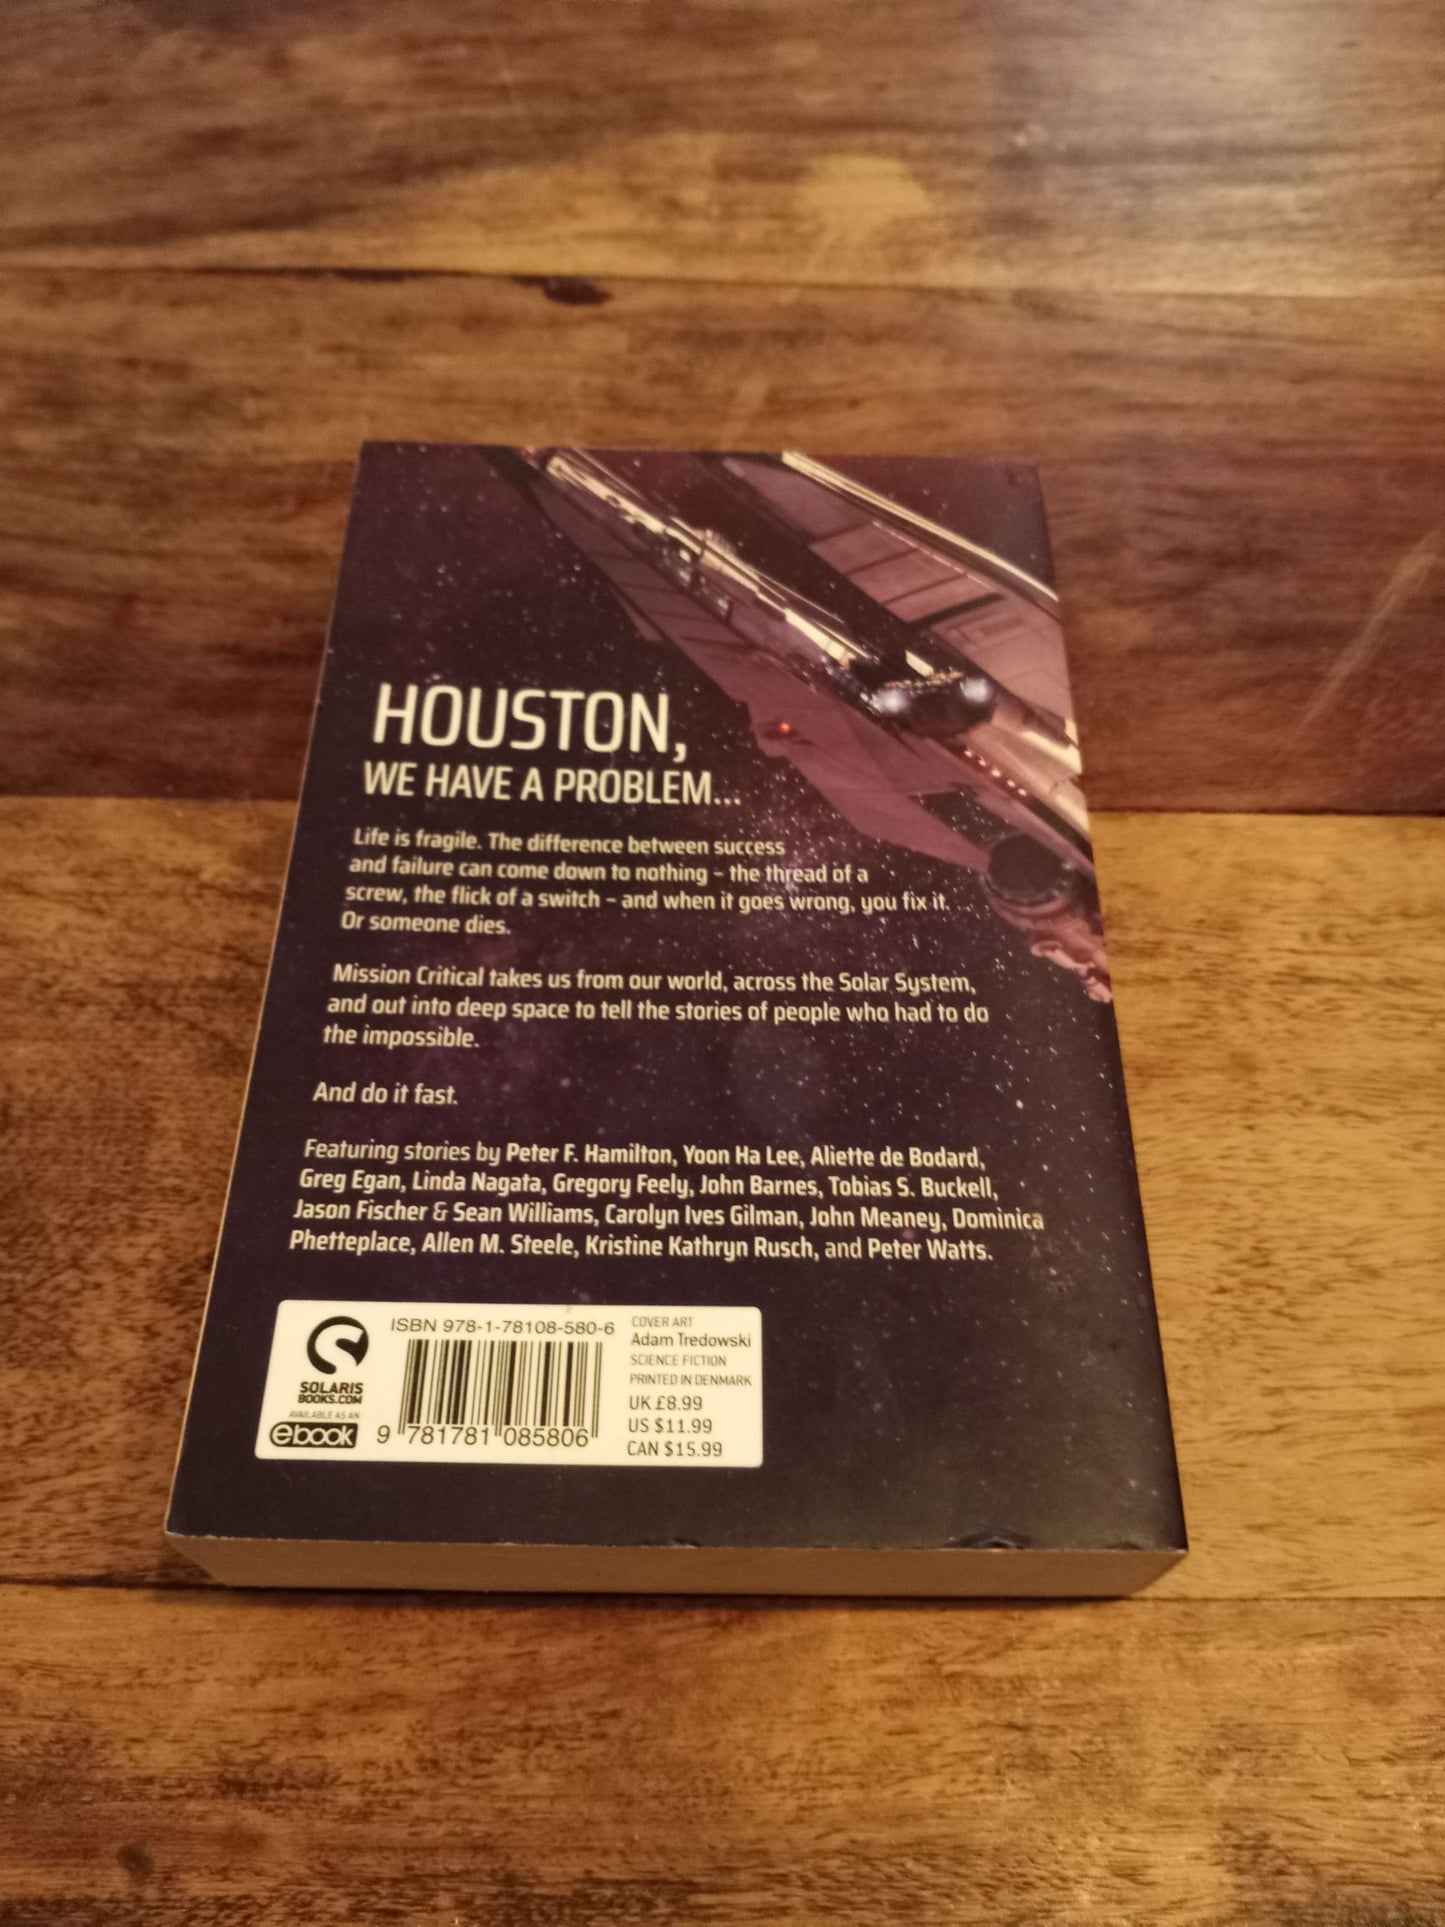 HOUSTON,
WE HAVE A PROBLEM...
Life is fragile. The difference between success
and failure can come down to nothing – the thread of a
screw, the flick of a switch – and when it goes wrong, you fix it.
Or someone dies.
Mission Critical takes us from our world, across the Solar System,
and out into deep space to tell the stories of people who had to do
the impossible.
And do it fast.
Featuring stories by Peter F. Hamilton, Yoon Ha Lee, Aliette de Bodard,
Greg Egan, Linda Nagata, Gregory Feely, John Barnes, Tobias S. Buckell,
Jason Fischer & Sean Williams, Carolyn Ives Gilman, John Meaney, Dominica
Phetteplace, Allen M. Steele, Kristine Kathryn Rusch, and Peter Watts.
SOLARIS
BOOKS.COM
AVAILABLE AS AN
ebook
ISBN 978-1-78108-580-6
9 781781 085806
COVER ART
Adam Tredowski
SCIENCE FICTION
PRINTED IN DENMARK
UK £8.99
US $11.99
CAN $15.99